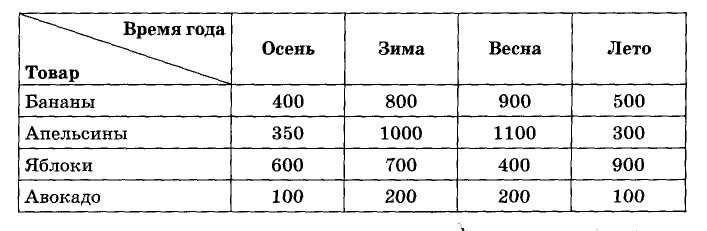 Время года
Товар
Осень Зима Весна Лето
Бананы 400 800 900 500
Апельсины 350 1000 1100 300
Яблоки 600 700 400 900
Авокадо 100 200 200 100